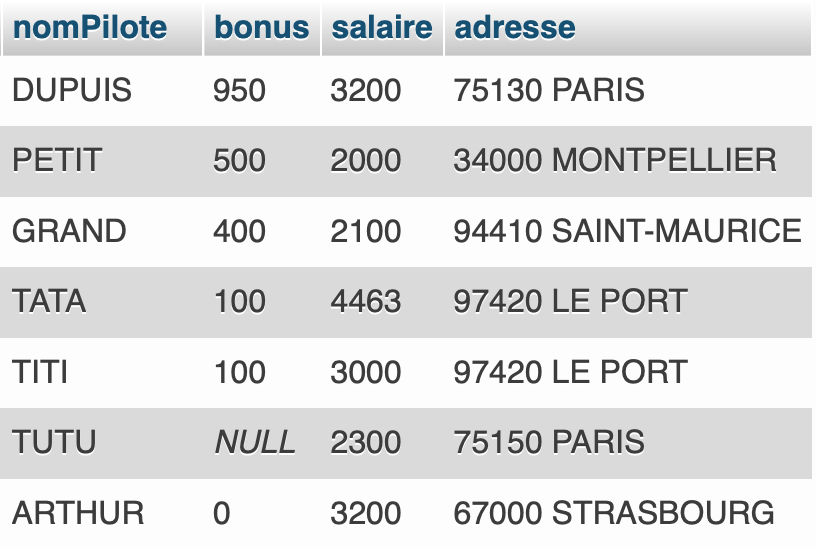 nomPilote bonus salaire adresse
DUPUIS 950 3200 75130 PARIS
PETIT 500 2000 34000 MONTPELLIER
GRAND 400 2100 94410 SAINT-MAURICE
TATA 100 4463 97420 LE PORT
TITI 100 3000 97420 LE PORT
TUTU NULL 2300 75150 PARIS
ARTHUR 0 3200 67000 STRASBOURG